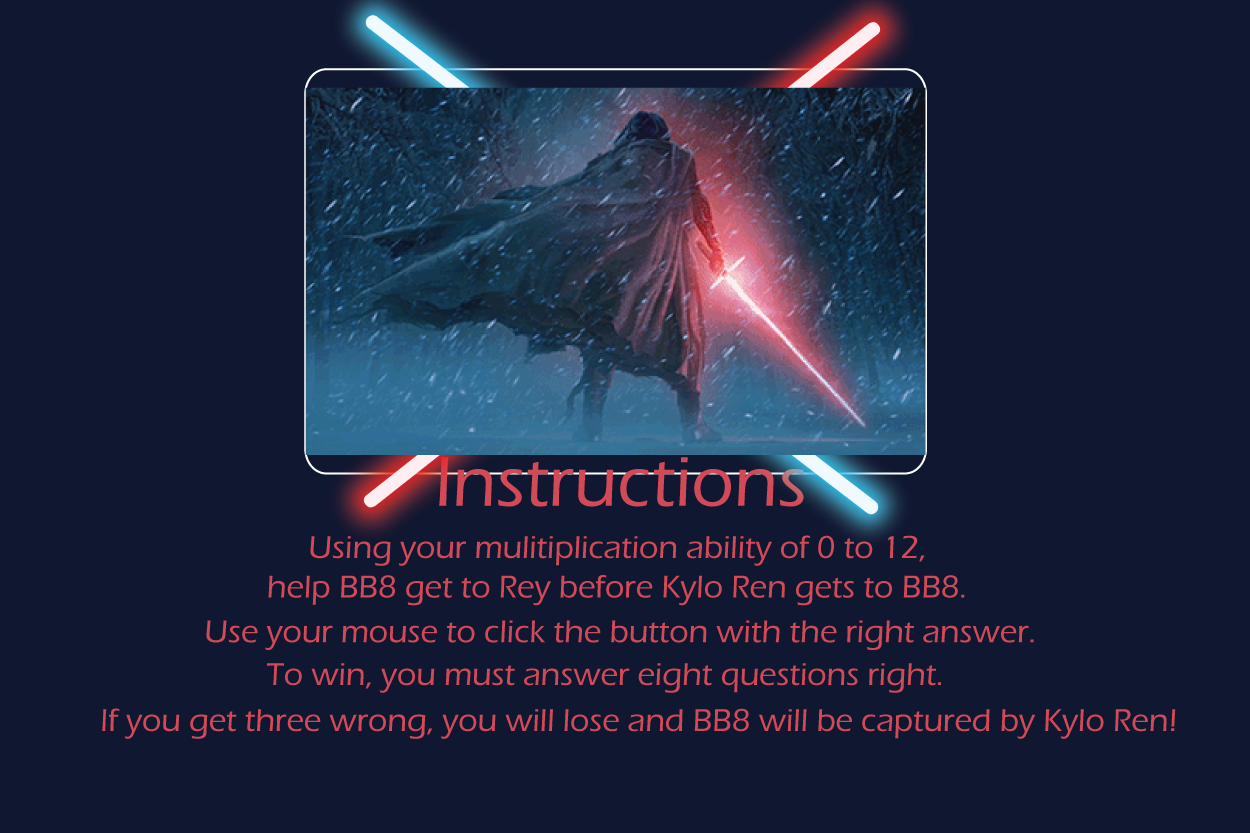 Instructions
Using your mulitiplication ability of 0 to 12,
help BB8 get to Rey before Kylo Ren gets to BB8.
Use your mouse to click the button with the right answer.
To win, you must answer eight questions right.
If you get three wrong, you will lose and BB8 will be captured by Kylo Ren!